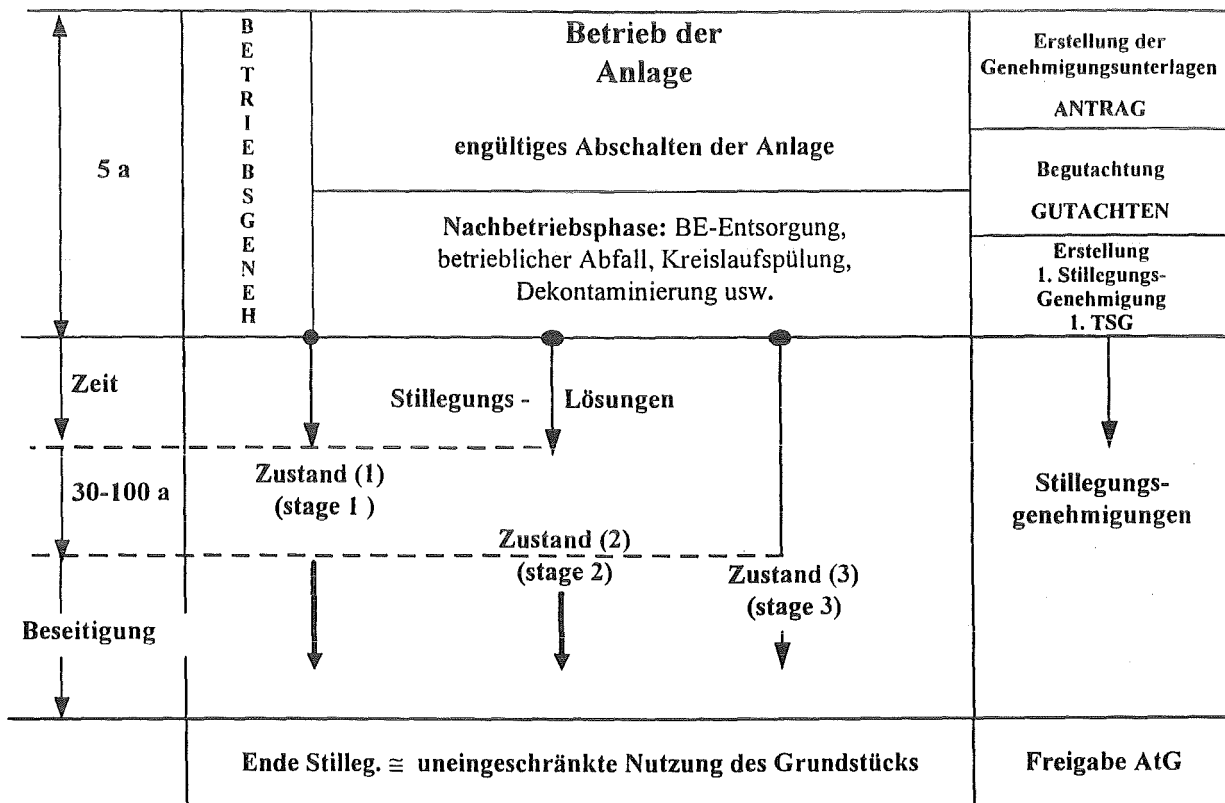 5 a
BETRIEBSGENEH
Betrieb der
Anlage
engültiges Abschalten der Anlage
Nachbetriebsphase: BE-Entsorgung,
betrieblicher Abfall, Kreislaufspülung,
Dekontaminierung usw.
Erstellung der
Genehmigungsunterlagen
ANTRAG
Begutachtung
GUTACHTEN
Erstellung
1. Stillegungs-
Genehmigung
1. TSG
Zeit
Stillegungs - Lösungen
30-100 a
Zustand (1)
(stage 1 )
Zustand (2)
(stage 2)
Zustand (3)
(stage 3)
Stillegungs-
genehmigungen
Beseitigung
Ende Stilleg. ≅ uneingeschränkte Nutzung des Grundstücks
Freigabe AtG